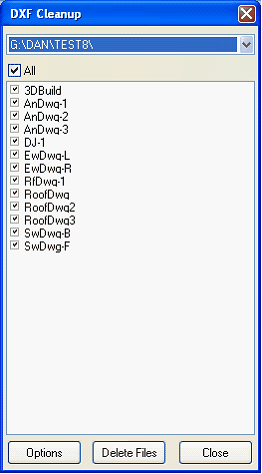 DXF Cleanup
G:\DAN\TEST8\
All
3DBuild
AnDwg-1
AnDwg-2
AnDwg-3
DJ-1
EwDwg-L
EwDwg-R
RfDwg-1
RoofDwg
RoofDwg2
RoofDwg3
SwDwg-B
SwDwg-F
Options Delete Files Close